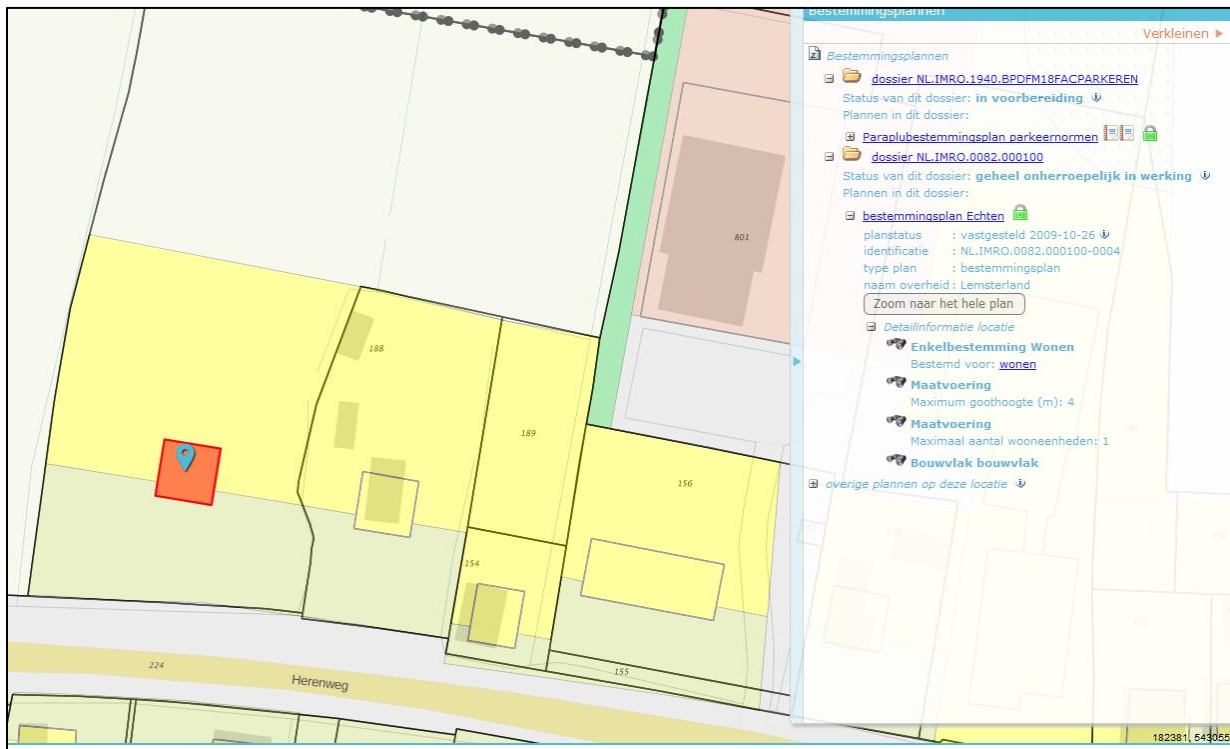 Bestemmingsplannen
Verkleinen
Bestemmingsplannen
dossier NL.IMRO.1940.BPDFM18FACPARKEREN
Status van dit dossier: in voorbereiding
Plannen in dit dossier:
Paraplubestemmingsplan parkeernormen
dossier NL.IMRO.0082.000100
Status van dit dossier: geheel onherroepelijk in werking
Plannen in dit dossier:
bestemmingsplan Echten
planstatus : vastgesteld 2009-10-26
identificatie : NL.IMRO.0082.000100-0004
type plan : bestemmingsplan
naam overheid : Lemsterland
Zoom naar het hele plan
Detailinformatie locatie
Enkelbestemming Wonen
Bestemd voor: wonen
Maatvoering
Maximum goothoogte (m): 4
Maatvoering
Maximaal aantal wooneenheden: 1
Bouwvlak bouwvlak
overige plannen op deze locatie
801
188
189
156
154
155
224
Herenweg
182381, 543055